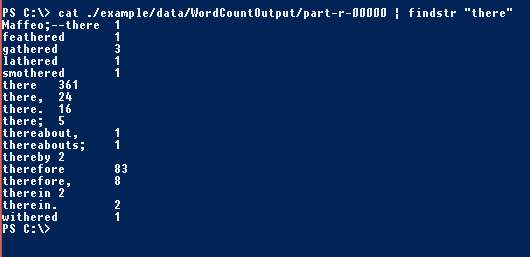 PS C:\> cat ./example/data/WordCountOutput/part-r-00000 | findstr "there"
Maffeo;--there 1
feathered 1
gathered 3
lathered 1
smothered 1
there 361
there, 24
there. 16
there; 5
thereabout, 1
thereabouts; 1
thereby 2
therefore 83
therefore, 8
therein 2
therein. 2
withered 1
PS C:\>